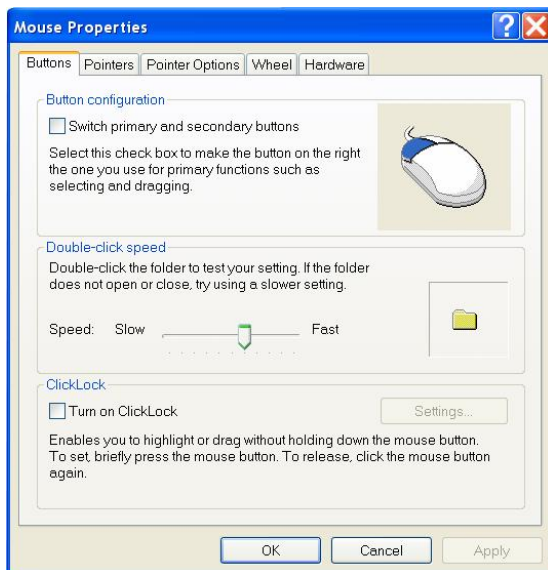 Mouse Properties
Buttons Pointers Pointer Options Wheel Hardware
Button configuration
Switch primary and secondary buttons
Select this check box to make the button on the right
the one you use for primary functions such as
selecting and dragging.
Double-click speed
Double-click the folder to test your setting. If the folder
does not open or close, try using a slower setting.
Speed: Slow Fast
ClickLock
Turn on ClickLock Settings...
Enables you to highlight or drag without holding down the mouse button.
To set, briefly press the mouse button. To release, click the mouse button
again.
OK Cancel Apply